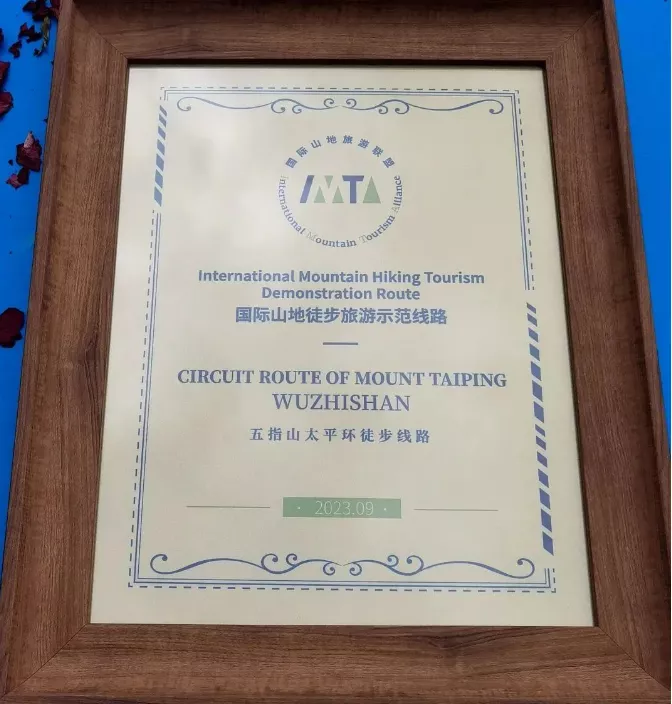 国际山地旅游联盟
IMTA
International Mountain Tourism Alliance
International Mountain Hiking Tourism
Demonstration Route
国际山地徒步旅游示范线路
CIRCUIT ROUTE OF MOUNT TAIPING
WUZHISHAN
五指山太平环徒步线路
· 2023.09 ·